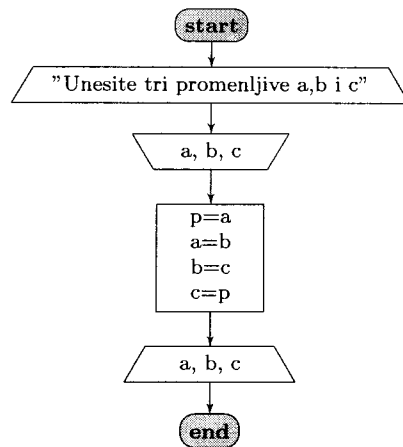 start
"Unesite tri promenljive a,b i c"
a, b, c
p=a
a=b
b=c
c=p
a, b, c
end